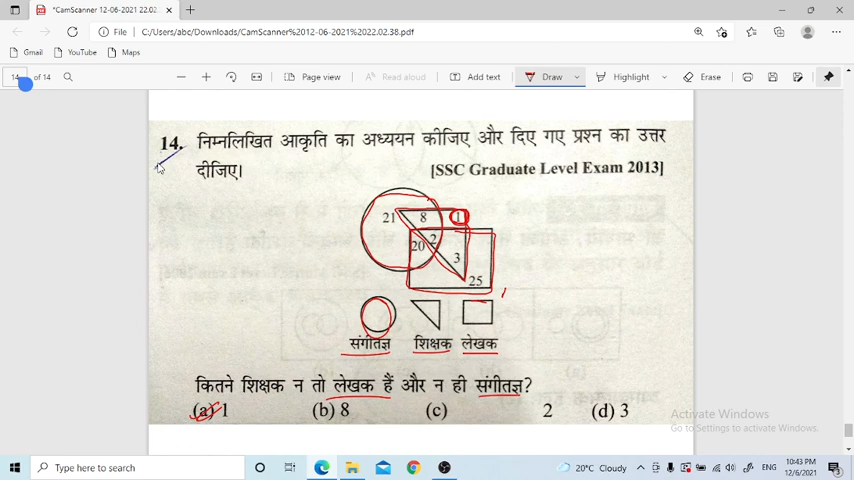 *CamScanner 12-06-2021 22.02
File
C:/Users/abc/Downloads/CamScanner%2012-06-2021%2022.02.38.pdf
Gmail
YouTube
Maps
14 of 14
Page view
Read aloud
Add text
Draw
Highlight
Erase
14. निम्नलिखित आकृति का अध्ययन कीजिए और दिए गए प्रश्न का उत्तर
दीजिए।
[SSC Graduate Level Exam 2013]
21 8 1
20 2
3
25
संगीतज्ञ शिक्षक लेखक
कितने शिक्षक न तो लेखक हैं और न ही संगीतज्ञ?
(a) 1 (b) 8 (c) 2 (d) 3
Activate Windows
Go to Settings to activate Windows.
Type here to search
20°C Cloudy
ENG
10:43 PM
12/6/2021
3